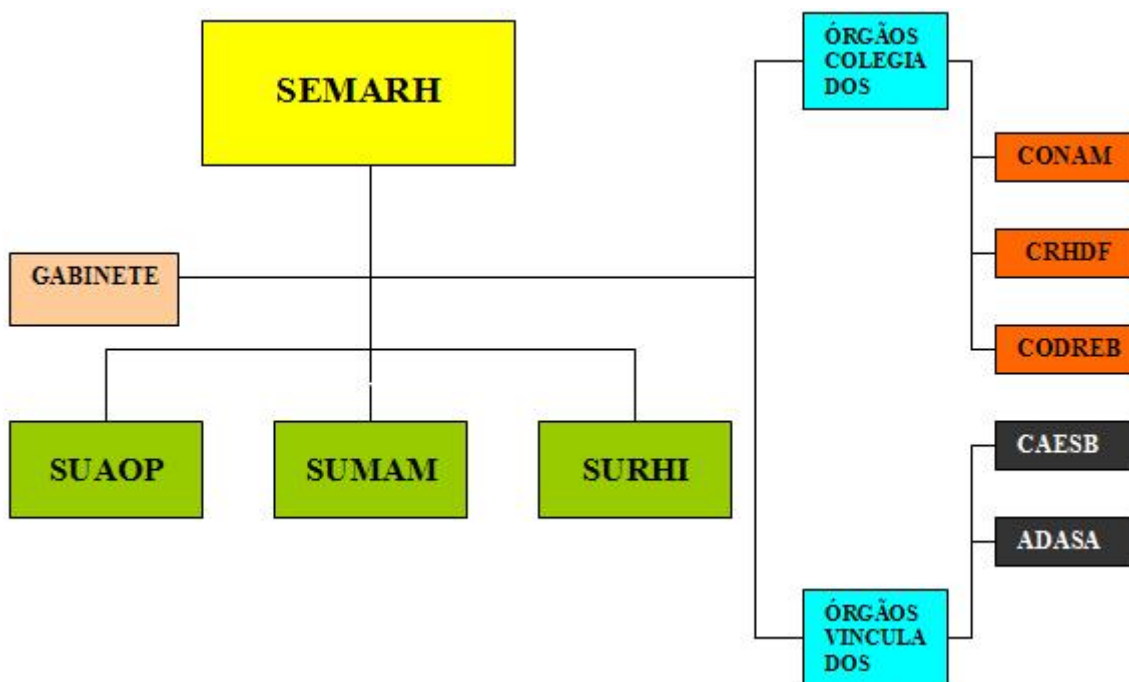 SEMARH
ÓRGÃOS
COLEGIA
DOS
CONAM
CRHDF
CODREB
GABINETE
SUAOP
SUMAM
SURHI
CAESB
ADASA
ÓRGÃOS
VINCULA
DOS